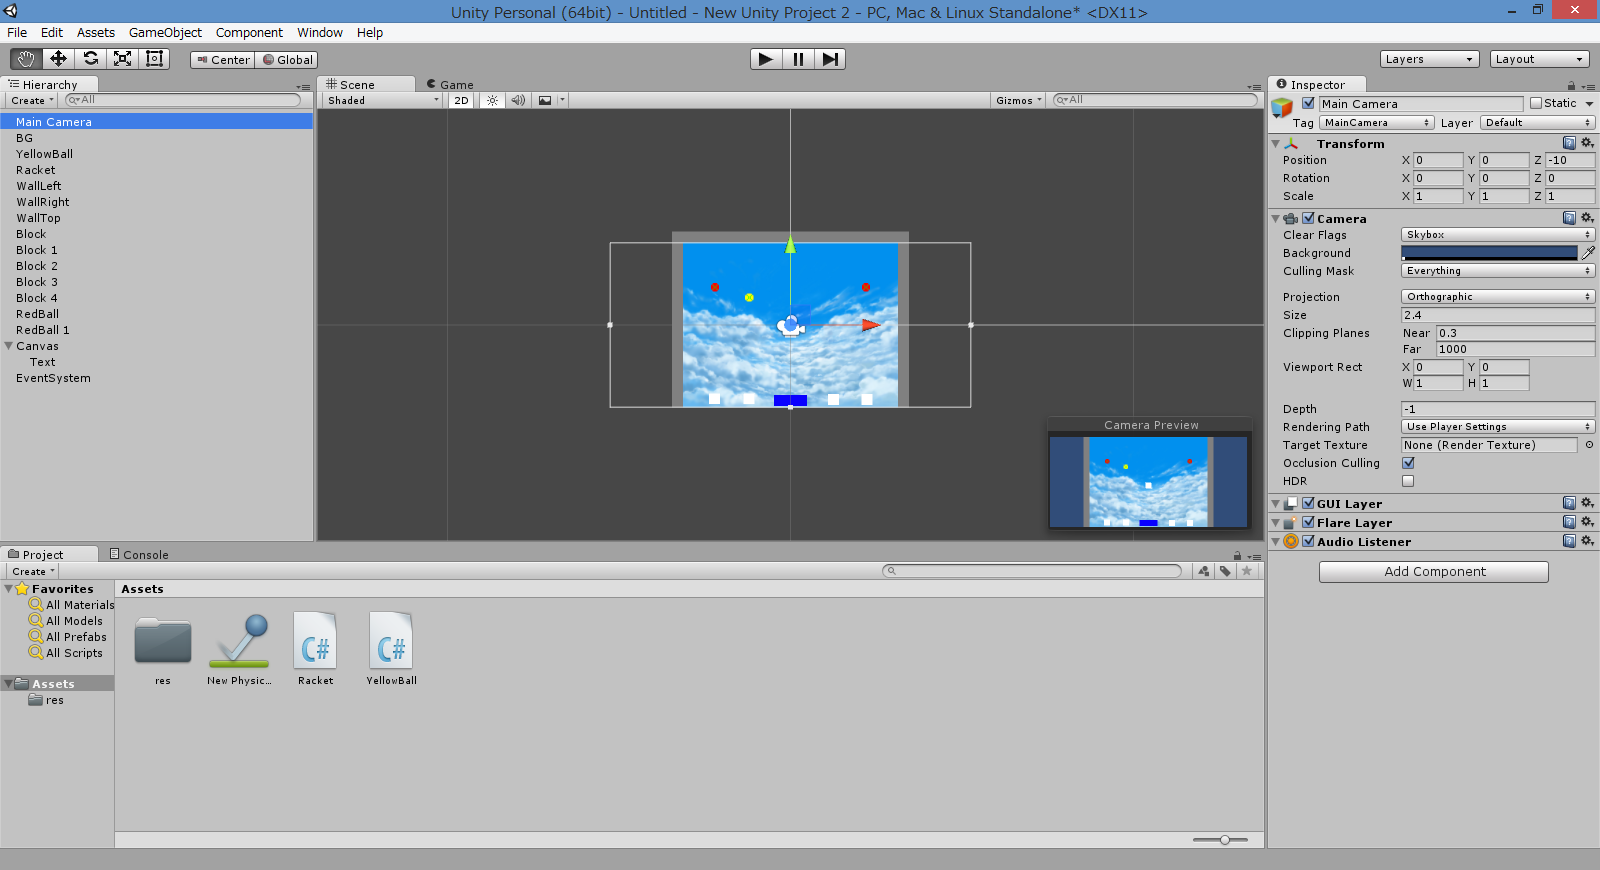 Unity Personal (64bit) - Untitled - New Unity Project 2 - PC, Mac & Linux Standalone* <DX11>
File Edit Assets GameObject Component Window Help
Center Global
Layers Layout
Hierarchy
Create All
Main Camera
BG
YellowBall
Racket
WallLeft
WallRight
WallTop
Block
Block 1
Block 2
Block 3
Block 4
RedBall
RedBall 1
Canvas
Text
EventSystem
Scene Game
Shaded 2D Gizmos All
Camera Preview
Inspector
Main Camera Static
Tag MainCamera Layer Default
Transform
Position X 0 Y 0 Z -10
Rotation X 0 Y 0 Z 0
Scale X 1 Y 1 Z 1
Camera
Clear Flags Skybox
Background
Culling Mask Everything
Projection Orthographic
Size 2.4
Clipping Planes Near 0.3
Far 1000
Viewport Rect X 0 Y 0
W 1 H 1
Depth -1
Rendering Path Use Player Settings
Target Texture None (Render Texture)
Occlusion Culling
HDR
GUI Layer
Flare Layer
Audio Listener
Add Component
Project Console
Create
Favorites
All Materials
All Models
All Prefabs
All Scripts
Assets
res
Assets
C# C#
res New Physic... Racket YellowBall